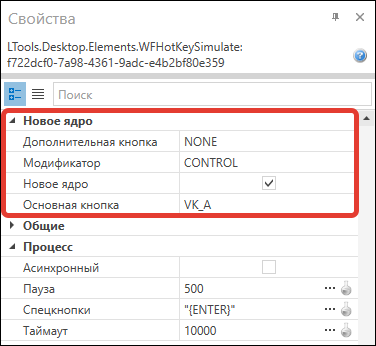 Свойства
LTools.Desktop.Elements.WFHotKeySimulate:
f722dcf0-7a98-4361-9adc-e4b2bf80e359
Поиск
Новое ядро
Дополнительная кнопка NONE
Модификатор CONTROL
Новое ядро
Основная кнопка VK_A
Общие
Процесс
Асинхронный
Пауза 500 ...
Спецкнопки "{ENTER}" ...
Таймаут 10000 ...